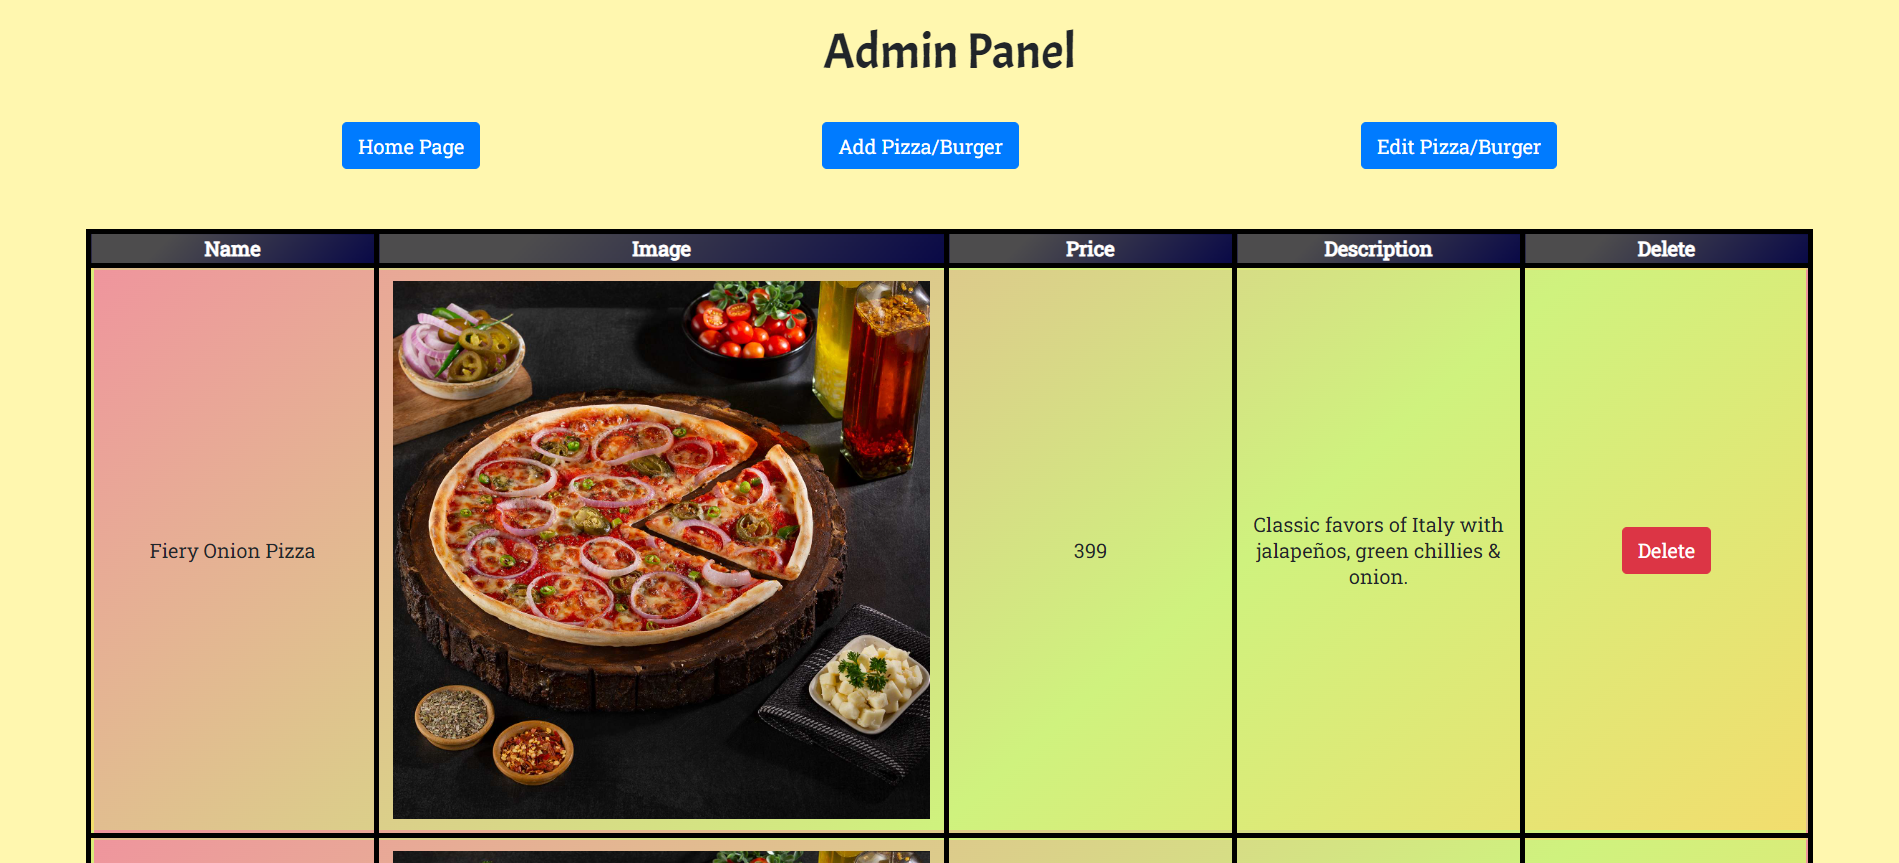 Admin Panel
Home Page
Add Pizza/Burger
Edit Pizza/Burger
Name
Image
Price
Description
Delete
Fiery Onion Pizza
399
Classic favors of Italy with
jalapeños, green chillies &
onion.
Delete